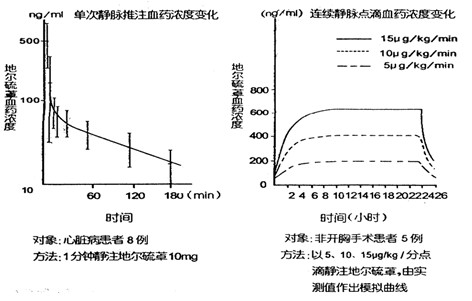 ng/ml 单次静脉推注血药浓度变化
500
100
10
地尔硫䓬血药浓度
60 120 180 (min)
时间
对象：心脏病患者8例
方法：1分钟静注地尔硫䓬10mg
(ng/ml) 连续静脉点滴血药浓度变化
15μg/kg/min
10μg/kg/min
5μg/kg/min
800
600
400
200
0
地尔硫䓬血药浓度
2 4 6 8 10 12 14 16 18 20 22 24 26
时间(小时)
对象：非开胸手术患者5例
方法：以5、10、15μg/kg/分点
滴静注地尔硫䓬,由实
测值作出模拟曲线